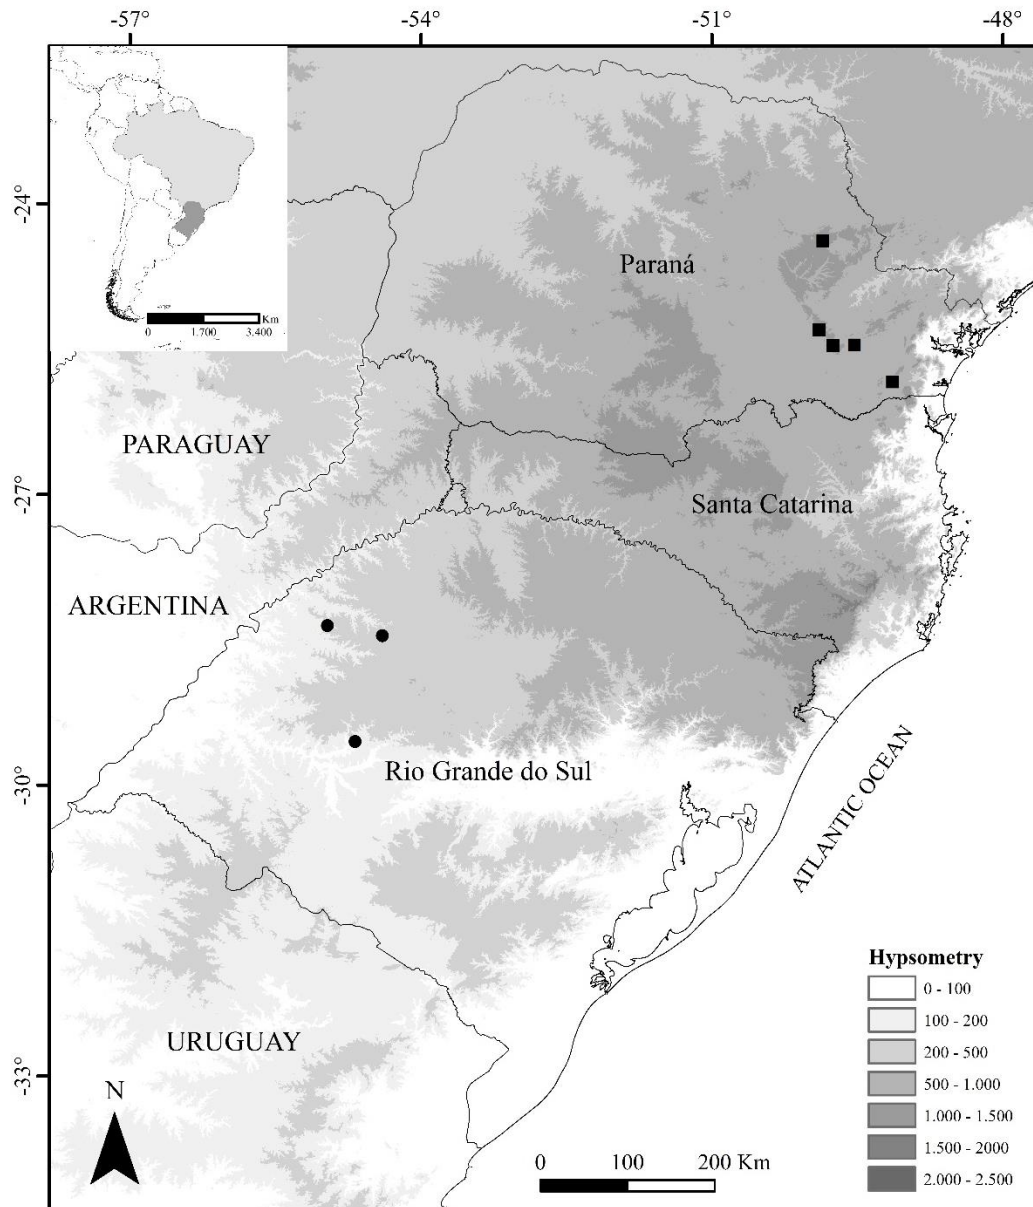 -57°
-54°
-51°
-48°
-24°
-27°
-30°
-33°
0
1.700
3.400
Km
Paraná
PARAGUAY
Santa Catarina
ARGENTINA
Rio Grande do Sul
ATLANTIC OCEAN
URUGUAY
N
0
100
200 Km
Hypsometry
0 - 100
100 - 200
200 - 500
500 - 1.000
1.000 - 1.500
1.500 - 2000
2.000 - 2.500